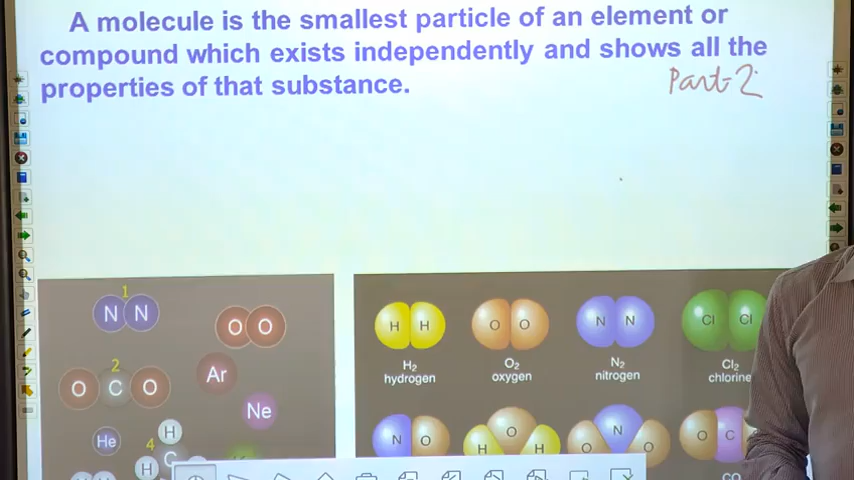 A molecule is the smallest particle of an element or
compound which exists independently and shows all the
properties of that substance.
Part-2
1
N N
O O
2
O C O
Ar
Ne
He
4
H
H C
H H
H₂
hydrogen
O O
O₂
oxygen
N N
N₂
nitrogen
Cl Cl
Cl₂
chlorine
N O
H O H
O N O
O C